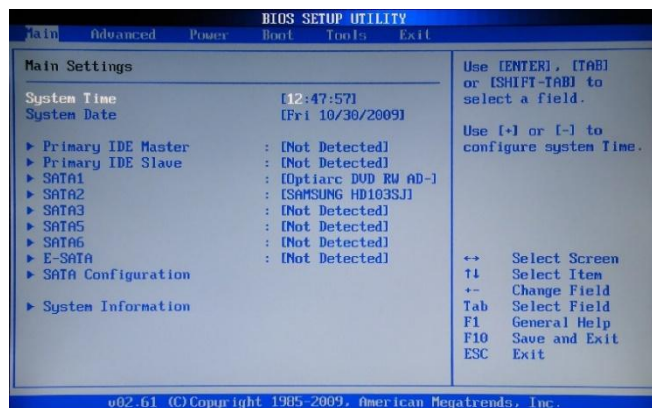 BIOS SETUP UTILITY
Main Advanced Power Boot Tools Exit
Main Settings
System Time [12:47:57]
System Date [Fri 10/30/2009]
▶ Primary IDE Master : [Not Detected]
▶ Primary IDE Slave : [Not Detected]
▶ SATA1 : [Optiarc DVD RW AD-]
▶ SATA2 : [SAMSUNG HD103SJ]
▶ SATA3 : [Not Detected]
▶ SATA5 : [Not Detected]
▶ SATA6 : [Not Detected]
▶ E-SATA : [Not Detected]
▶ SATA Configuration
▶ System Information
Use [ENTER], [TAB]
or [SHIFT-TAB] to
select a field.
Use [+] or [-] to
configure system Time.
↔ Select Screen
↑↓ Select Item
+- Change Field
Tab Select Field
F1 General Help
F10 Save and Exit
ESC Exit
v02.61 (C)Copyright 1985-2009, American Megatrends, Inc.